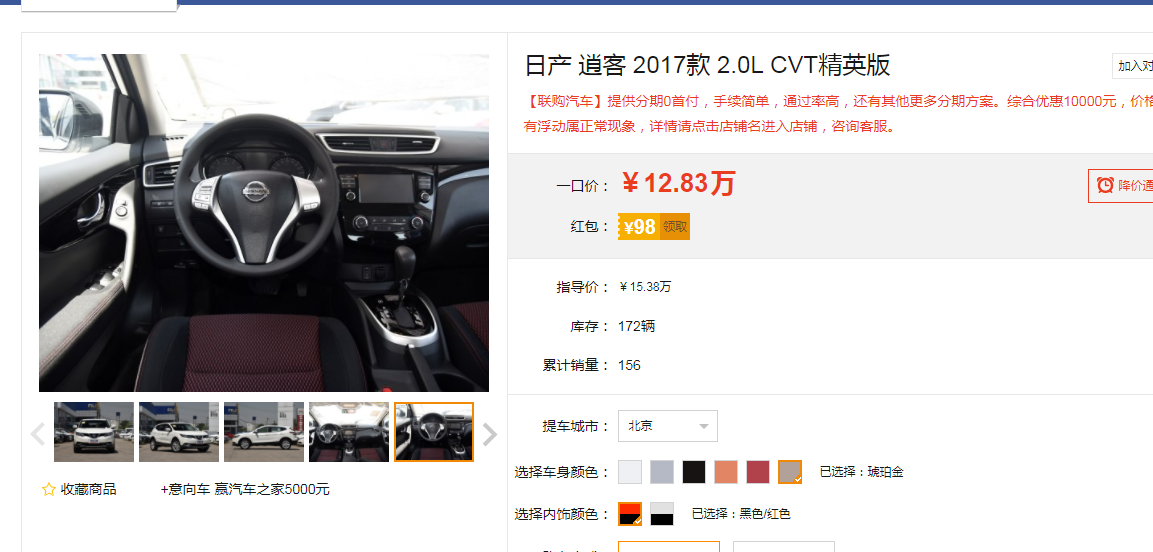 日产 逍客 2017款 2.0L CVT精英版
加入对
【联购汽车】提供分期0首付，手续简单，通过率高，还有其他更多分期方案。综合优惠10000元，价格
有浮动属正常现象，详情请点击店铺名进入店铺，咨询客服。
一口价： ￥12.83万
降价通
红包： ¥98 领取
指导价： ￥15.38万
库存： 172辆
累计销量： 156
提车城市： 北京
选择车身颜色： 已选择：琥珀金
选择内饰颜色： 已选择：黑色/红色
收藏商品 +意向车 赢汽车之家5000元